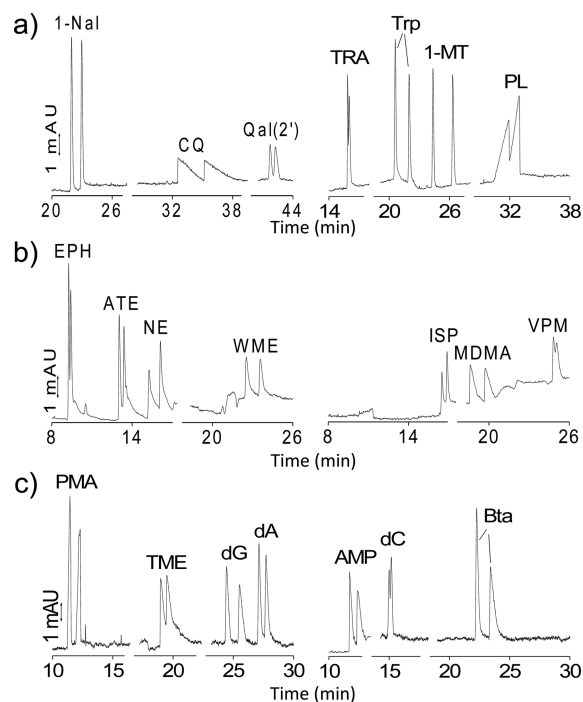 a)
1-Nal
CQ
Qal(2')
TRA
Trp
1-MT
PL
1 mAU
20 26 32 38 44
14 20 26 32 38
Time (min)
b)
EPH
ATE
NE
WME
ISP
MDMA
VPM
1 mAU
8 14 20 26
8 14 20 26
Time (min)
c)
PMA
TME
dG
dA
AMP
dC
Bta
1 mAU
10 15 20 25 30
10 15 20 25 30
Time (min)